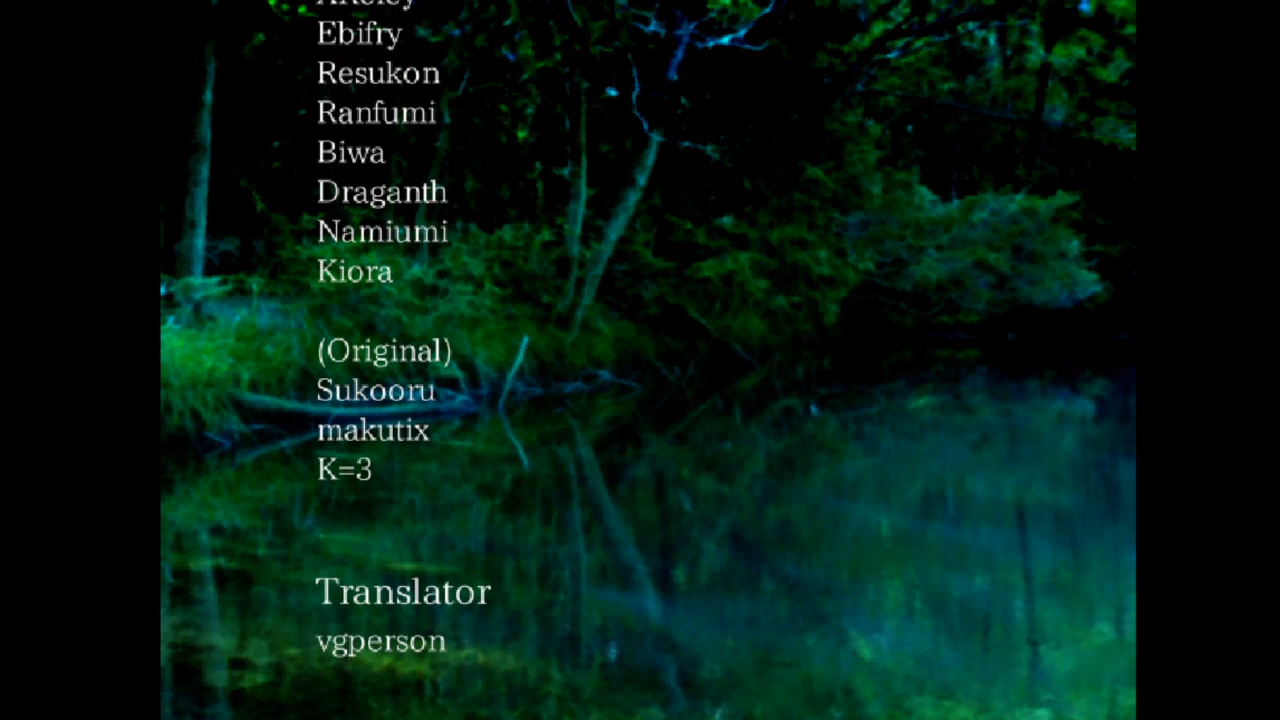 Ebifry
Resukon
Ranfumi
Biwa
Draganth
Namiumi
Kiora
(Original)
Sukooru
makutix
K=3
Translator
vgperson